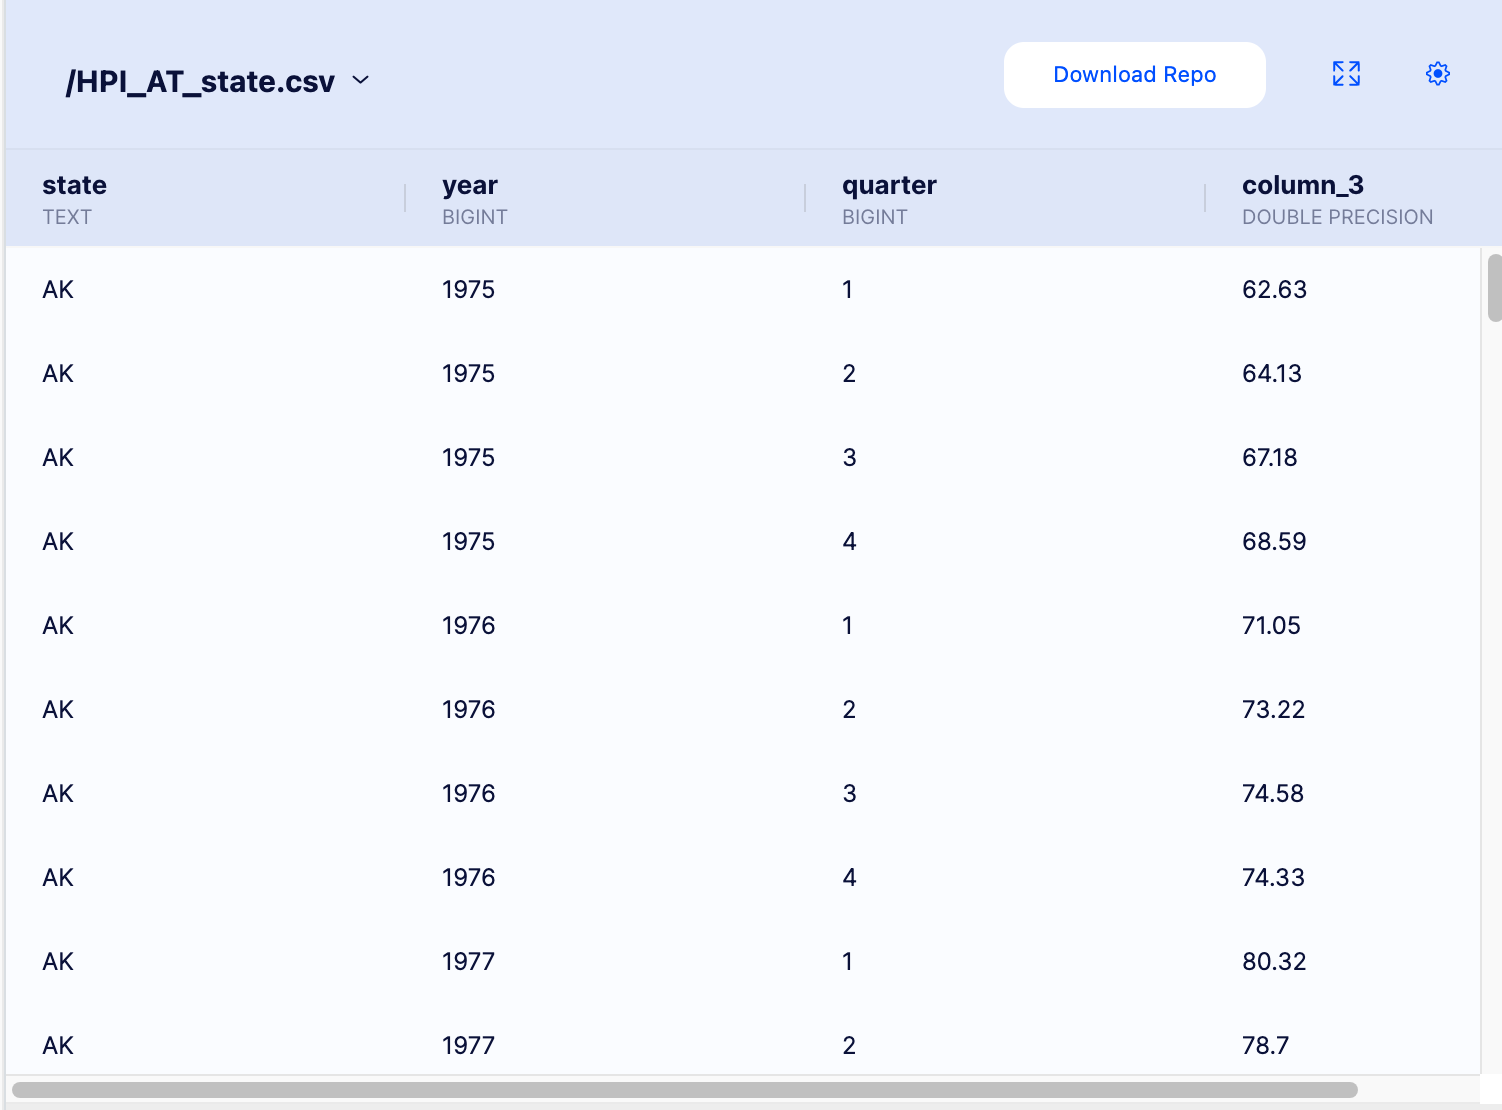 /HPI_AT_state.csv Download Repo
state year quarter column_3
TEXT BIGINT BIGINT DOUBLE PRECISION
AK 1975 1 62.63
AK 1975 2 64.13
AK 1975 3 67.18
AK 1975 4 68.59
AK 1976 1 71.05
AK 1976 2 73.22
AK 1976 3 74.58
AK 1976 4 74.33
AK 1977 1 80.32
AK 1977 2 78.7